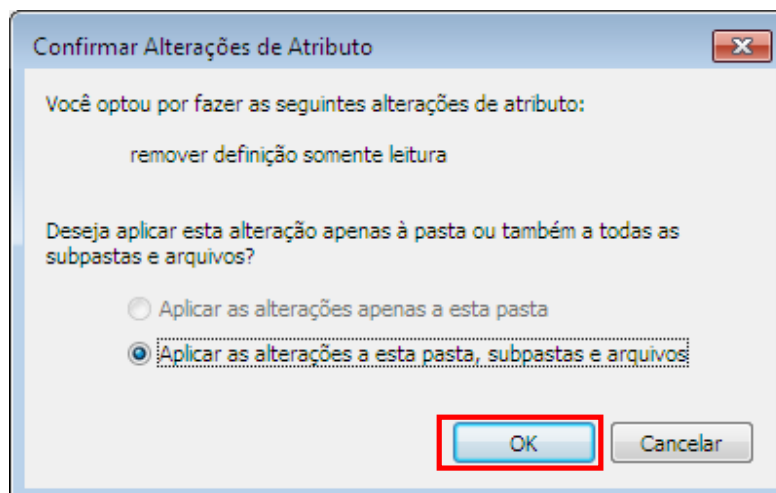 Confirmar Alterações de Atributo
Você optou por fazer as seguintes alterações de atributo:
remover definição somente leitura
Deseja aplicar esta alteração apenas à pasta ou também a todas as
subpastas e arquivos?
Aplicar as alterações apenas a esta pasta
Aplicar as alterações a esta pasta, subpastas e arquivos
OK Cancelar